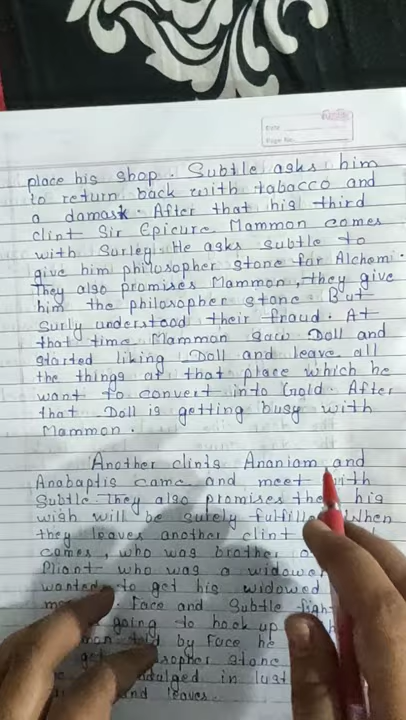 Date
Page No.
place his shop. Subtle asks him
to return back with tabacco and
a damask. After that his third
clint Sir Epicure Mammon comes
with Surley. He asks subtle to
give him philosopher stone for Alchem.
They also promises Mammon, they give
him the philosopher stone. But
Surly understood their fraud. At
that time Mammon saw Doll and
started liking Doll and leave all
the things at that place which he
want to convert into Gold. After
that Doll is getting busy with
Mammon.
Another clints Ananiam and
Anabaptis came and meet with
Subtle. They also promises his
wish will be surely When
they leaves another clint
comes, who was brother
Pliant who was a widow
wanted to get his widowed
Face and Subtle
going to hook up
by Face he
stone
in lust
and leaves.